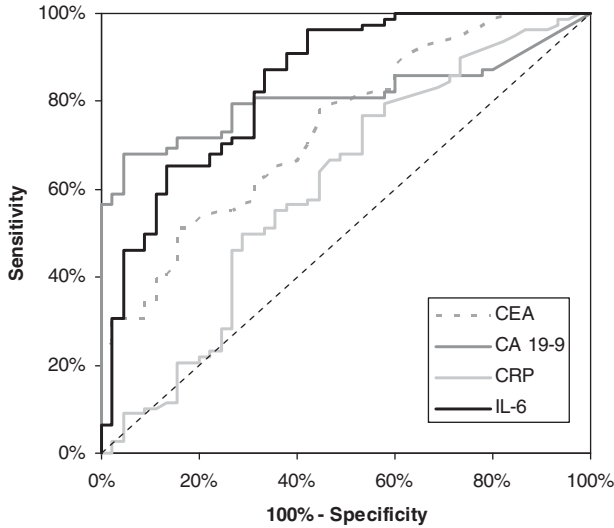 100%
80%
60%
40%
20%
0%
Sensitivity
CEA
CA 19-9
CRP
IL-6
0% 20% 40% 60% 80% 100%
100% - Specificity